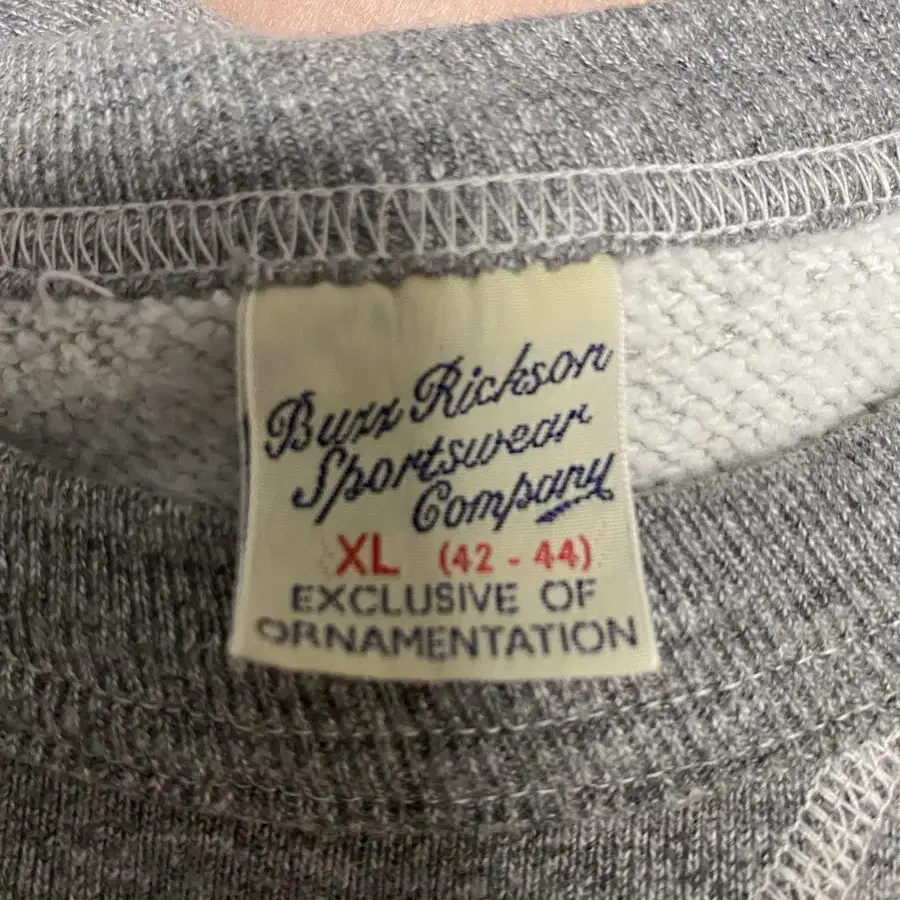 Buzz Rickson
Sportswear
Company
XL (42 - 44)
EXCLUSIVE OF
ORNAMENTATION